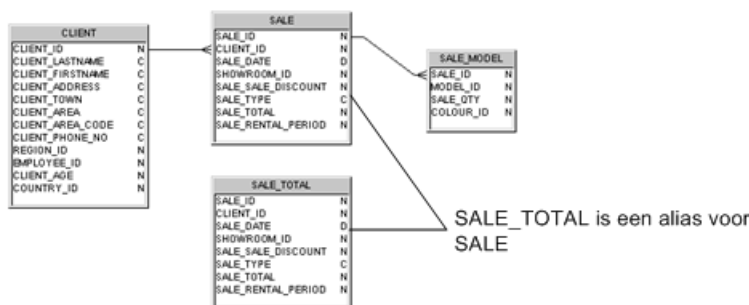 CLIENT
CLIENT_ID N
CLIENT_LASTNAME C
CLIENT_FIRSTNAME C
CLIENT_ADDRESS C
CLIENT_TOWN C
CLIENT_AREA C
CLIENT_AREA_CODE C
CLIENT_PHONE_NO C
REGION_ID N
EMPLOYEE_ID N
CLIENT_AGE N
COUNTRY_ID N
SALE
SALE_ID N
CLIENT_ID N
SALE_DATE D
SHOWROOM_ID N
SALE_SALE_DISCOUNT N
SALE_TYPE C
SALE_TOTAL N
SALE_RENTAL_PERIOD N
SALE_MODEL
SALE_ID N
MODEL_ID N
SALE_QTY N
COLOUR_ID N
SALE_TOTAL
SALE_ID N
CLIENT_ID N
SALE_DATE D
SHOWROOM_ID N
SALE_SALE_DISCOUNT N
SALE_TYPE C
SALE_TOTAL N
SALE_RENTAL_PERIOD N
SALE_TOTAL is een alias voor
SALE